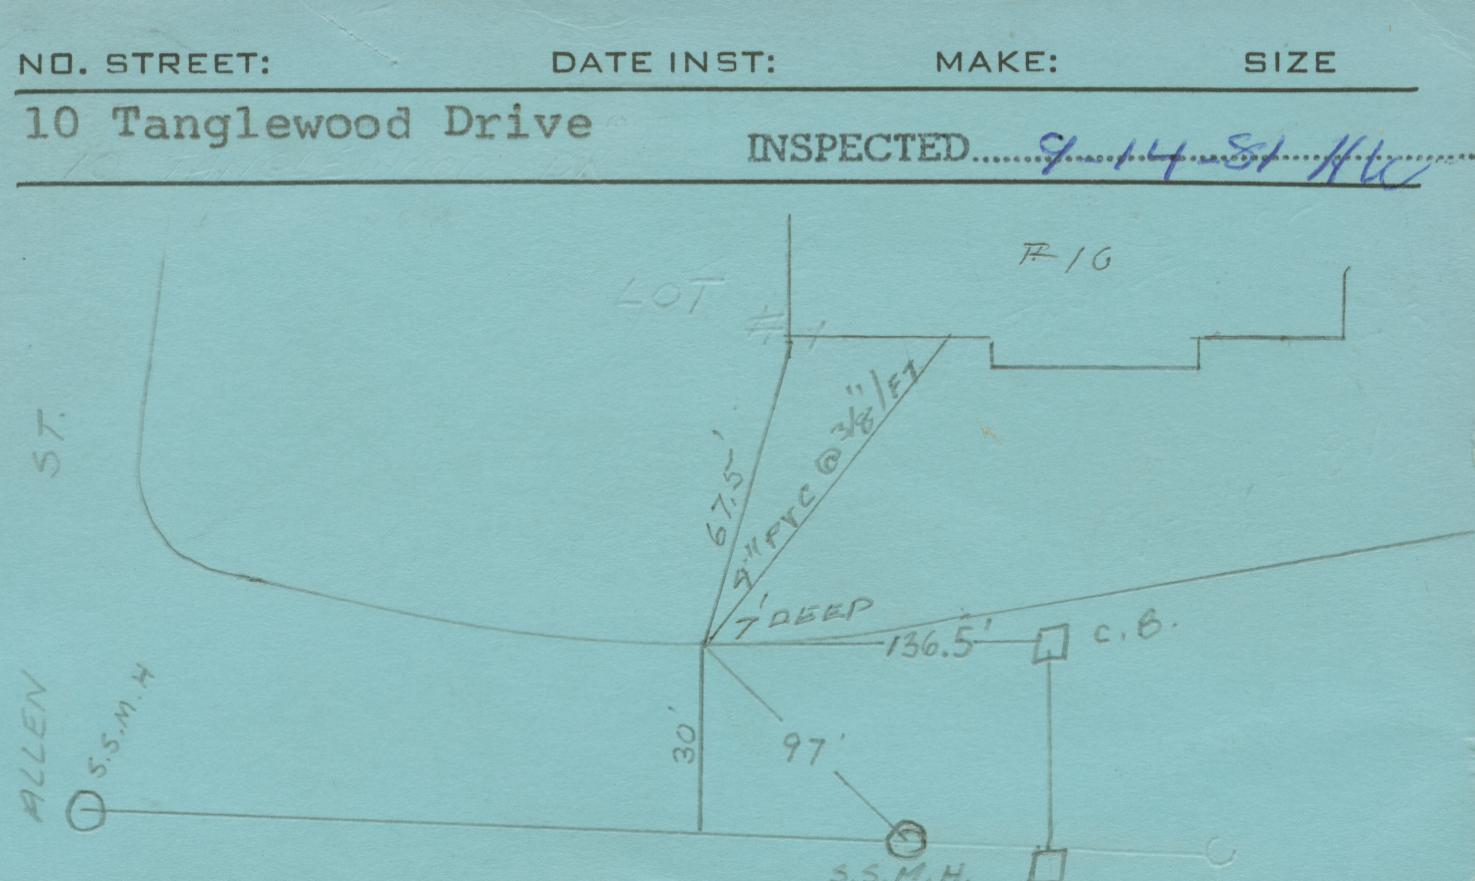 NO. STREET: DATE INST: MAKE: SIZE
10 Tanglewood Drive
INSPECTED 9-14-81 HW
#10
LOT
#1
ST.
67.5'
4" PVC @ 3/8"/FT
7' DEEP
136.5'
C.B.
ALLEN
S.S.M.H
30'
97'
S.S.M.H.